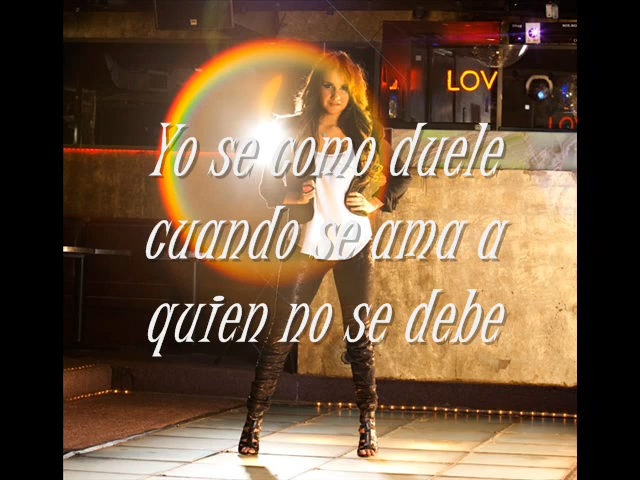 LOV
Yo se como duele
cuando se ama a
quien no se debe